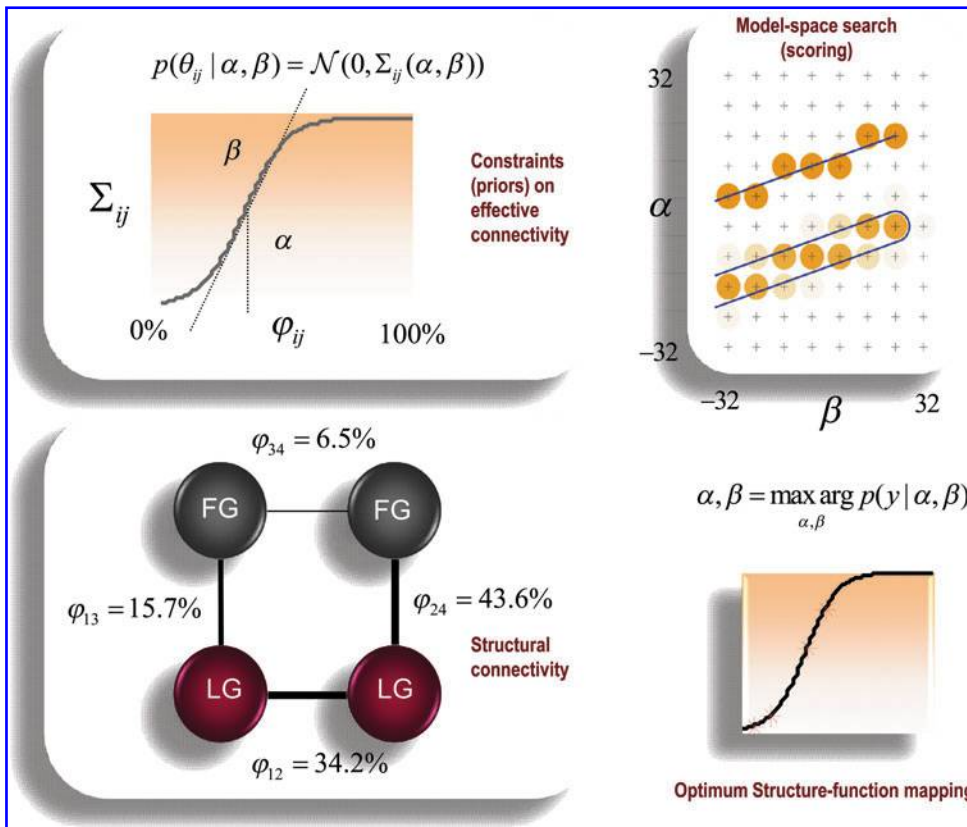 p(θij | α, β) = 𝒩(0, Σij(α, β))
β
Σij
α
0%
φij
100%
Constraints
(priors) on
effective
connectivity
Model-space search
(scoring)
32
α
−32
−32
β
32
φ34 = 6.5%
FG
FG
φ13 = 15.7%
φ24 = 43.6%
LG
LG
φ12 = 34.2%
Structural
connectivity
α, β = max arg p(y | α, β)
α,β
Optimum Structure-function mapping